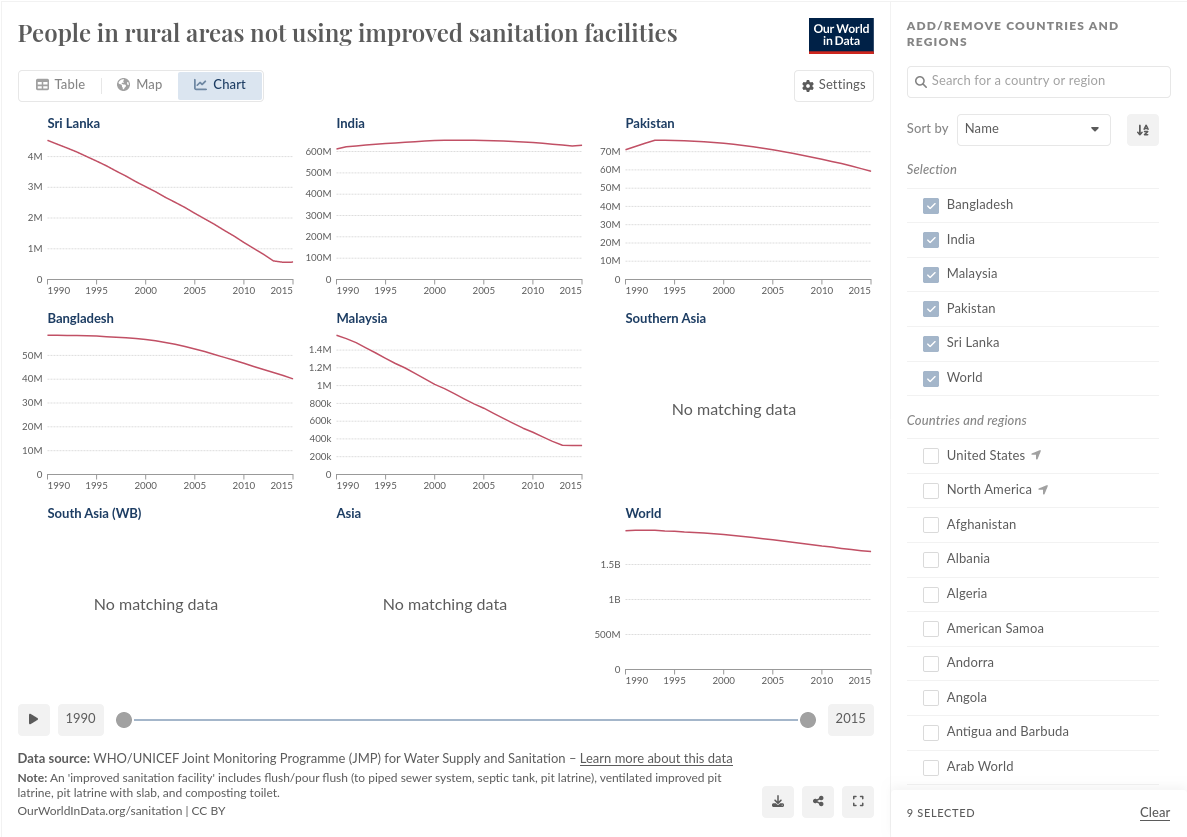 People in rural areas not using improved sanitation facilities
Our World
in Data
Table
Map
Chart
Settings
Sri Lanka
4M
3M
2M
1M
0
1990
1995
2000
2005
2010
2015
India
600M
500M
400M
300M
200M
100M
0
1990
1995
2000
2005
2010
2015
Pakistan
70M
60M
50M
40M
30M
20M
10M
0
1990
1995
2000
2005
2010
2015
Bangladesh
50M
40M
30M
20M
10M
0
1990
1995
2000
2005
2010
2015
Malaysia
1.4M
1.2M
1M
800k
600k
400k
200k
0
1990
1995
2000
2005
2010
2015
Southern Asia
No matching data
South Asia (WB)
No matching data
Asia
No matching data
World
1.5B
1B
500M
0
1990
1995
2000
2005
2010
2015
1990
2015
Data source: WHO/UNICEF Joint Monitoring Programme (JMP) for Water Supply and Sanitation – Learn more about this data
Note: An 'improved sanitation facility' includes flush/pour flush (to piped sewer system, septic tank, pit latrine), ventilated improved pit
latrine, pit latrine with slab, and composting toilet.
OurWorldInData.org/sanitation | CC BY
ADD/REMOVE COUNTRIES AND
REGIONS
Search for a country or region
Sort by
Name
Selection
Bangladesh
India
Malaysia
Pakistan
Sri Lanka
World
Countries and regions
United States
North America
Afghanistan
Albania
Algeria
American Samoa
Andorra
Angola
Antigua and Barbuda
Arab World
9 SELECTED
Clear